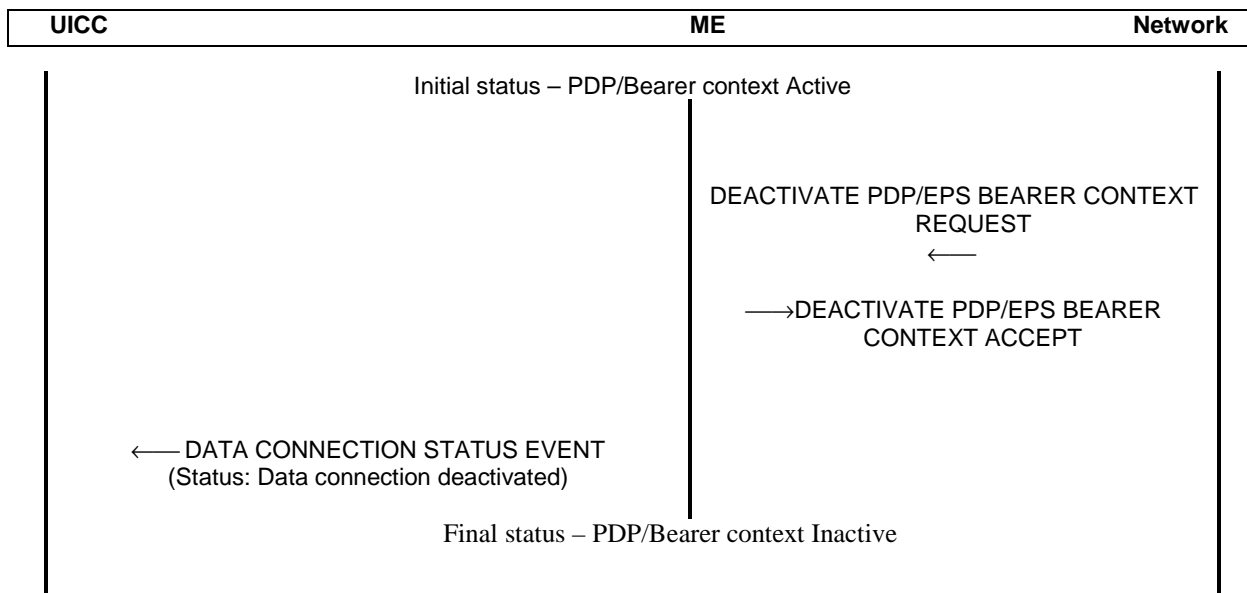 UICC ME Network
Initial status – PDP/Bearer context Active
DEACTIVATE PDP/EPS BEARER CONTEXT
REQUEST
←
→DEACTIVATE PDP/EPS BEARER
CONTEXT ACCEPT
← DATA CONNECTION STATUS EVENT
(Status: Data connection deactivated)
Final status – PDP/Bearer context Inactive